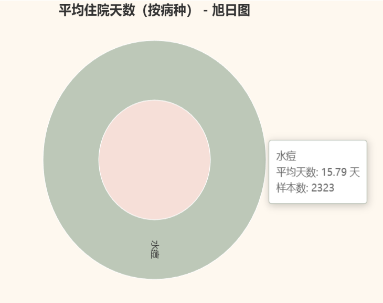 平均住院天数（按病种） - 旭日图
水痘
平均天数: 15.79 天
样本数: 2323
水痘